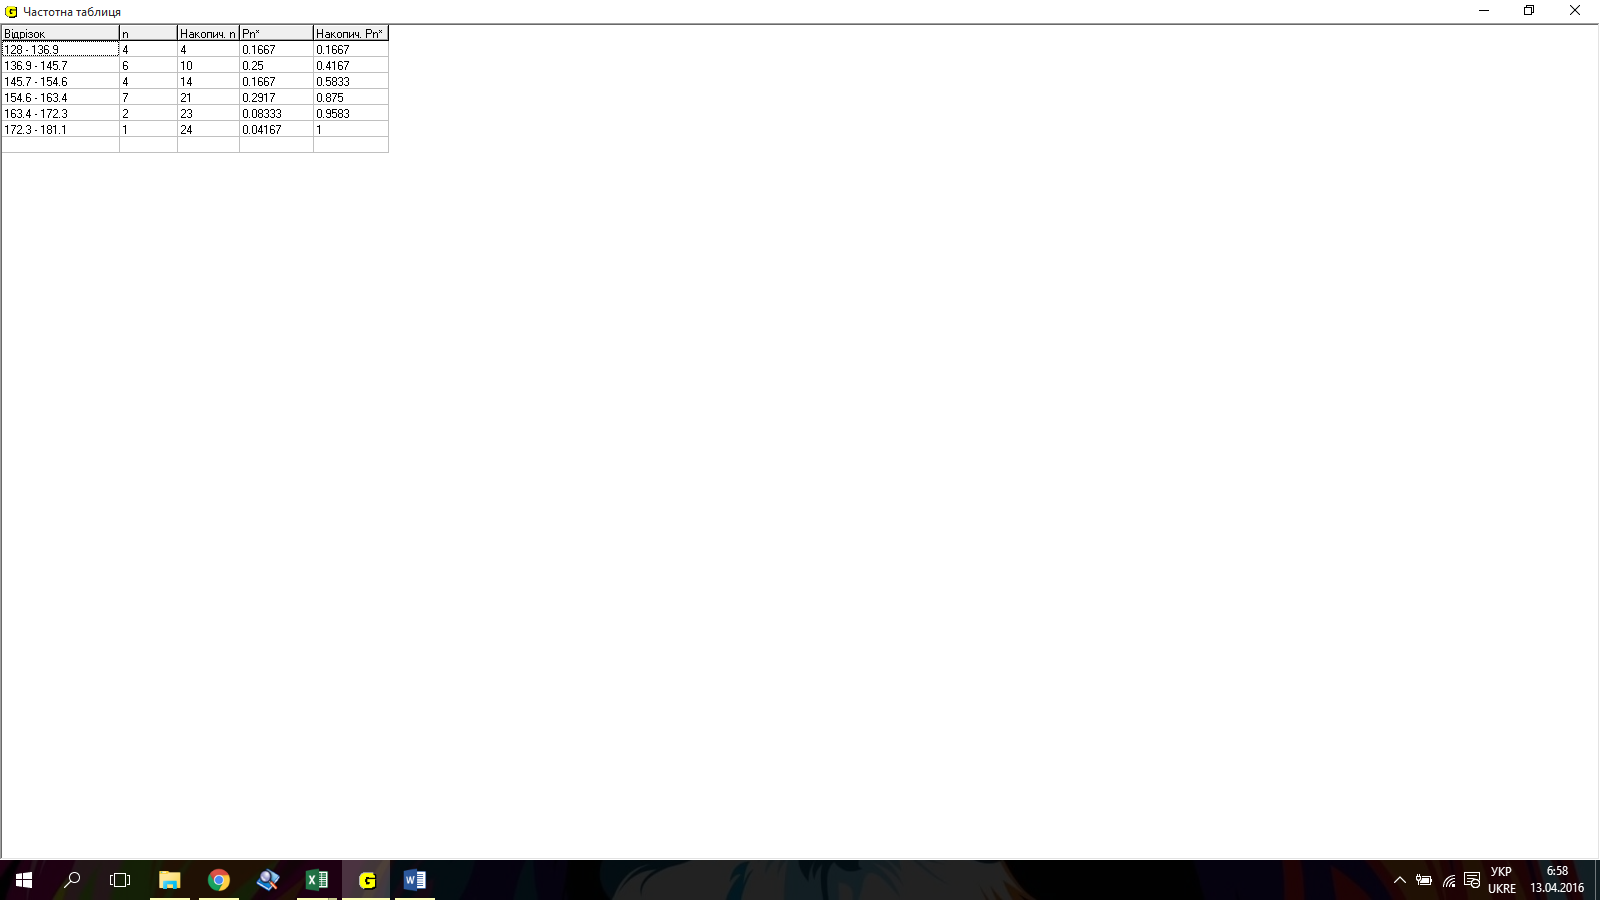 Частотна таблиця
Відрізок n Накопич. n Pn* Накопич. Pn*
128 - 136.9 4 4 0.1667 0.1667
136.9 - 145.7 6 10 0.25 0.4167
145.7 - 154.6 4 14 0.1667 0.5833
154.6 - 163.4 7 21 0.2917 0.875
163.4 - 172.3 2 23 0.08333 0.9583
172.3 - 181.1 1 24 0.04167 1
УКР 6:58
UKRE 13.04.2016